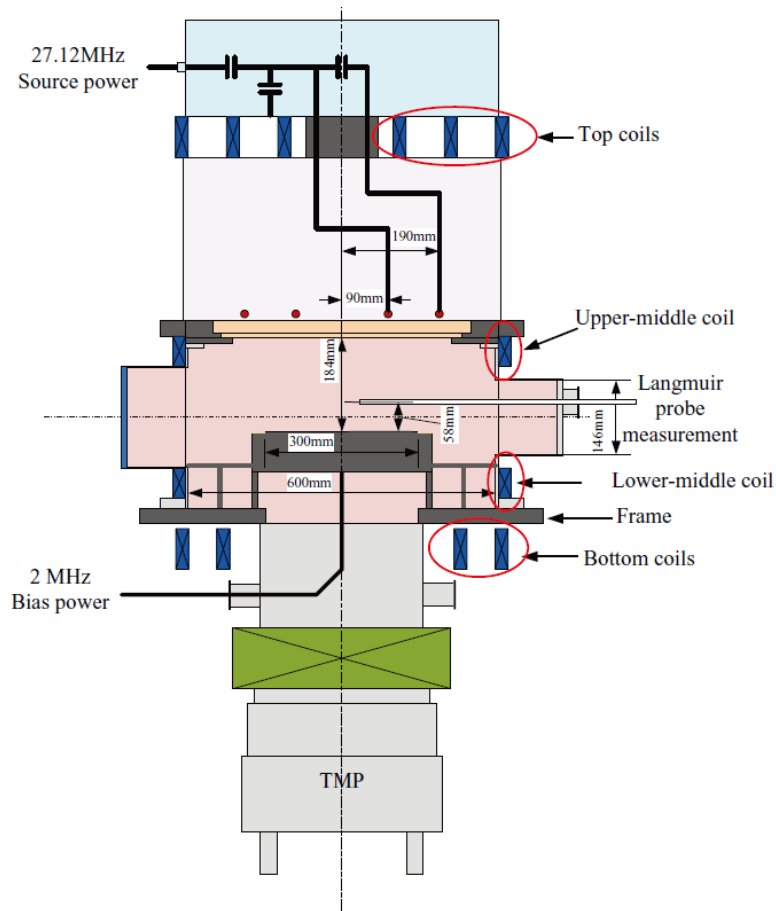 27.12MHz
Source power
Top coils
190mm
90mm
Upper-middle coil
184mm
Langmuir
probe
measurement
58mm
146mm
300mm
600mm
Lower-middle coil
Frame
Bottom coils
2 MHz
Bias power
TMP